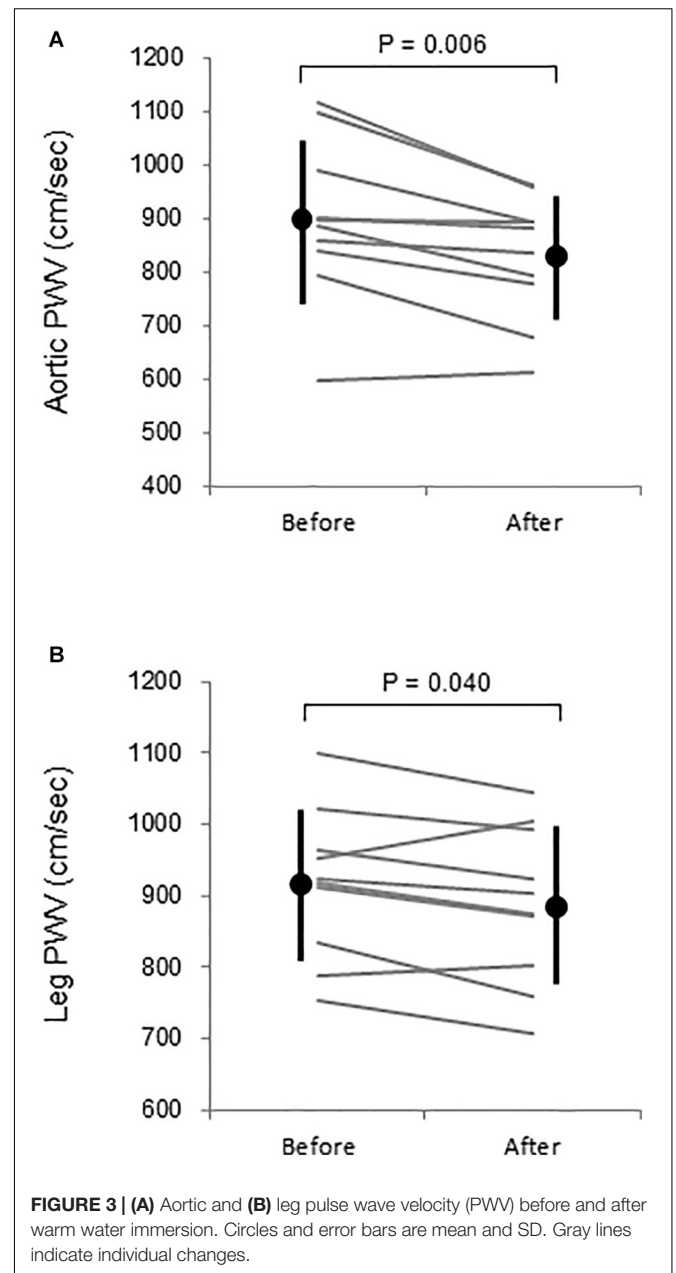 A
P = 0.006
Aortic PWV (cm/sec)
1200
1100
1000
900
800
700
600
500
400
Before After
B
P = 0.040
Leg PWV (cm/sec)
1200
1100
1000
900
800
700
600
Before After
FIGURE 3 | (A) Aortic and (B) leg pulse wave velocity (PWV) before and after
warm water immersion. Circles and error bars are mean and SD. Gray lines
indicate individual changes.